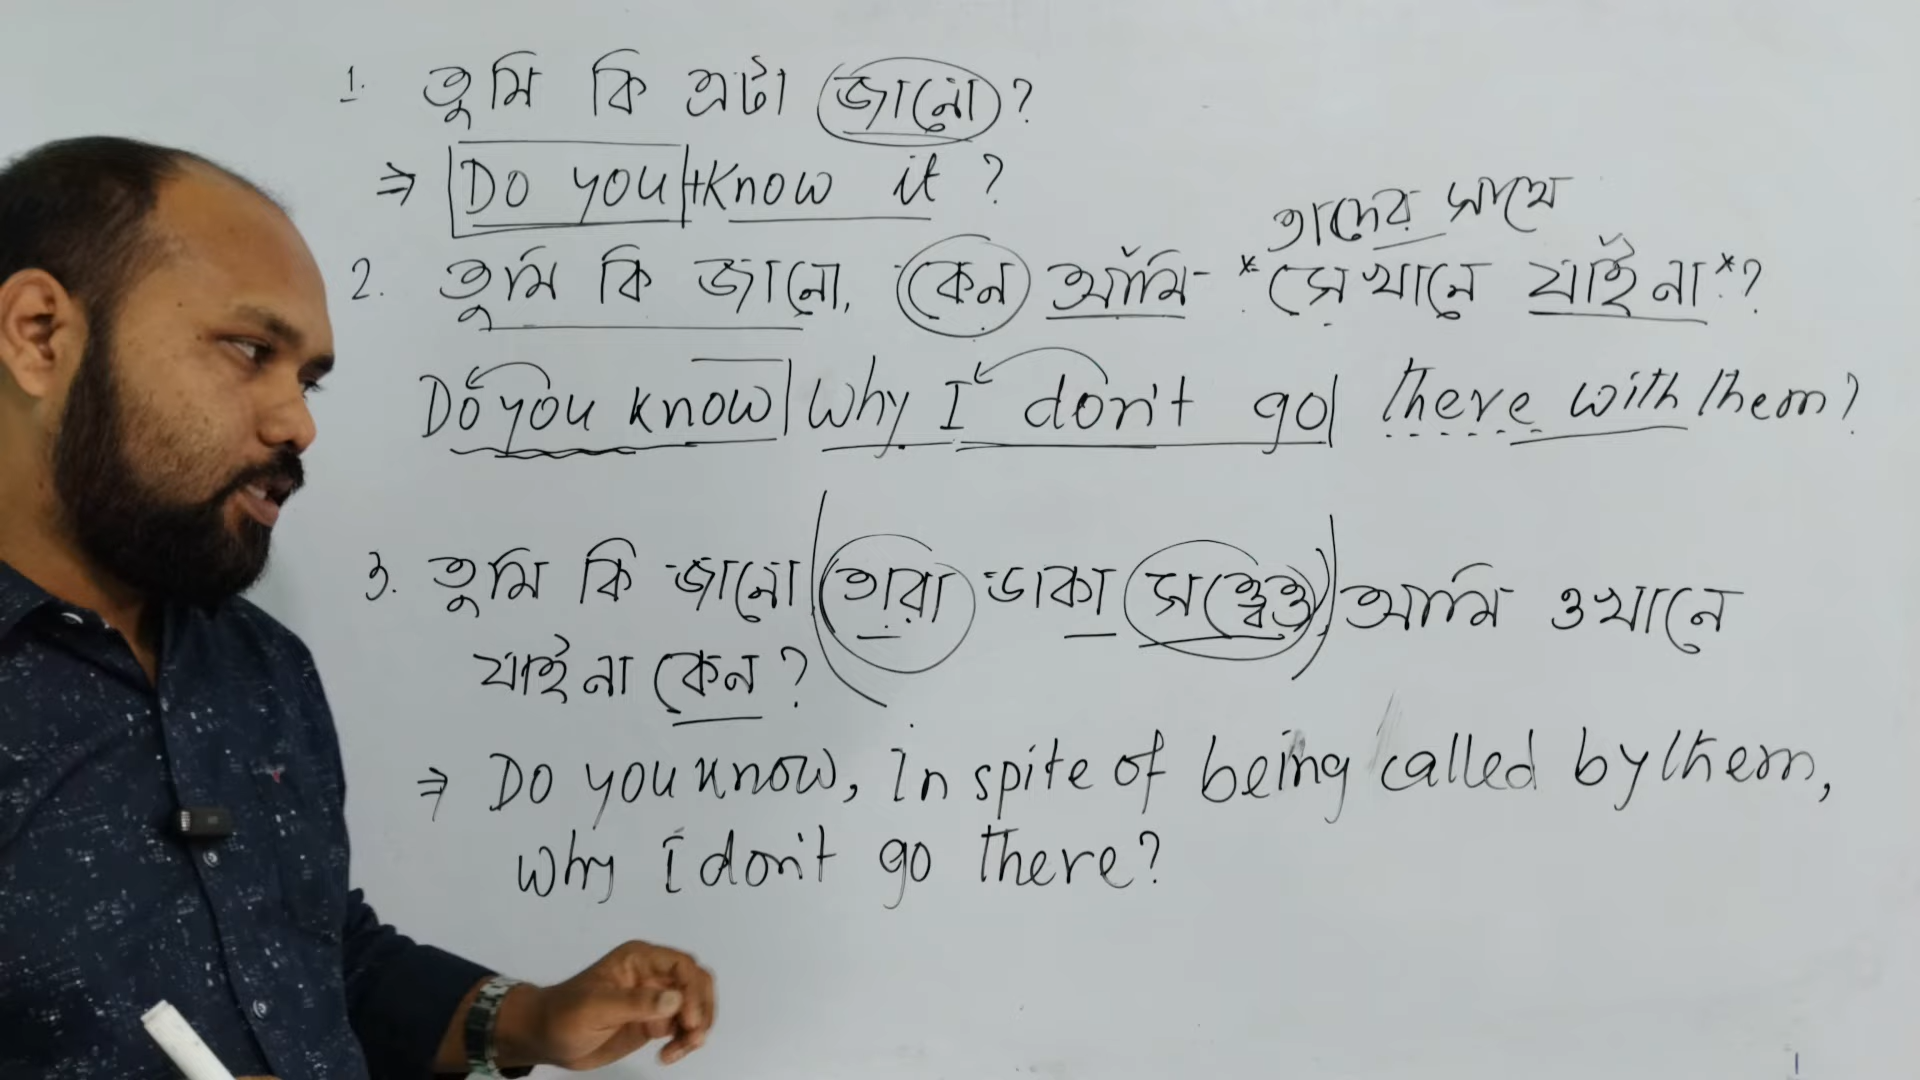 1. তুমি কি এটা জানো?
⇒ Do you + Know it ?
তাদের সাথে
2. তুমি কি জানো, কেন আমি - * সেখানে যাই না * ?
Do you know | Why I don't go | there with them?
3. তুমি কি জানো (তারা ডাকা সত্ত্বেও) আমি ওখানে
যাই না কেন ?
⇒ Do you know, In spite of being called by them,
Why I don't go there?